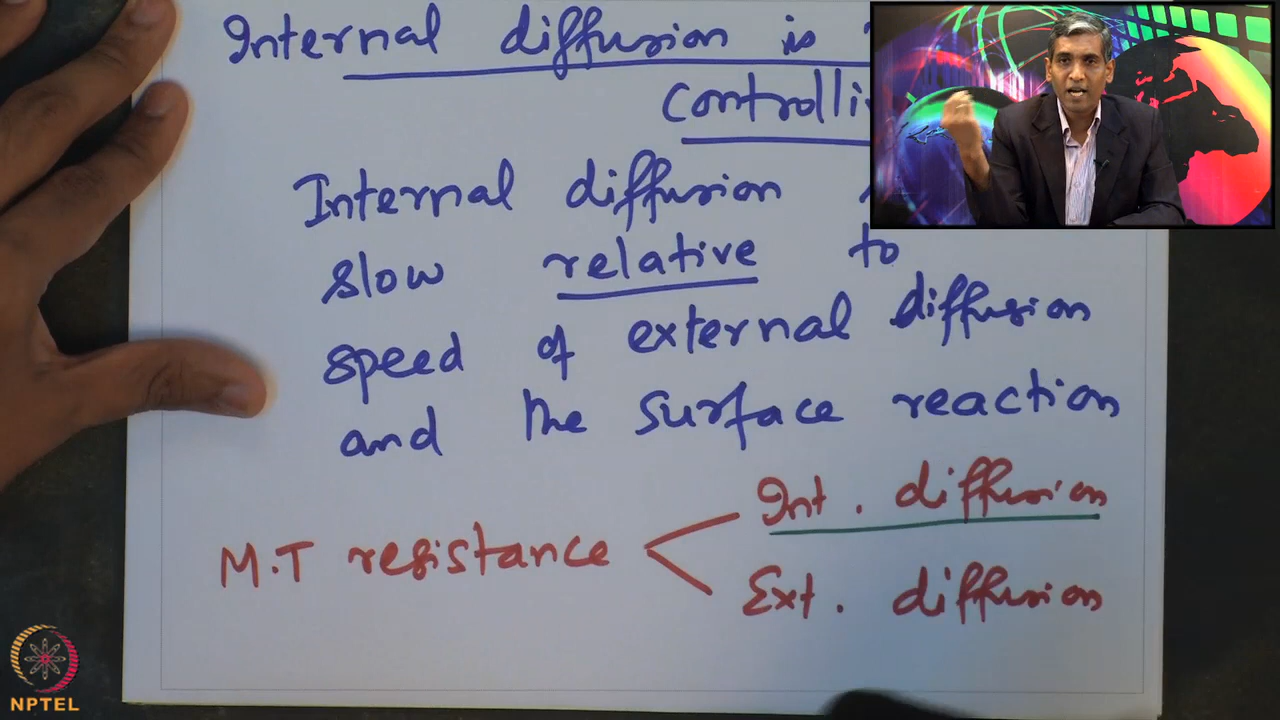 Internal diffusion is
controlli
Internal diffusion
slow relative to
speed of external diffusion
and the surface reaction
M.T resistance
Int. diffusion
Ext. diffusion
NPTEL